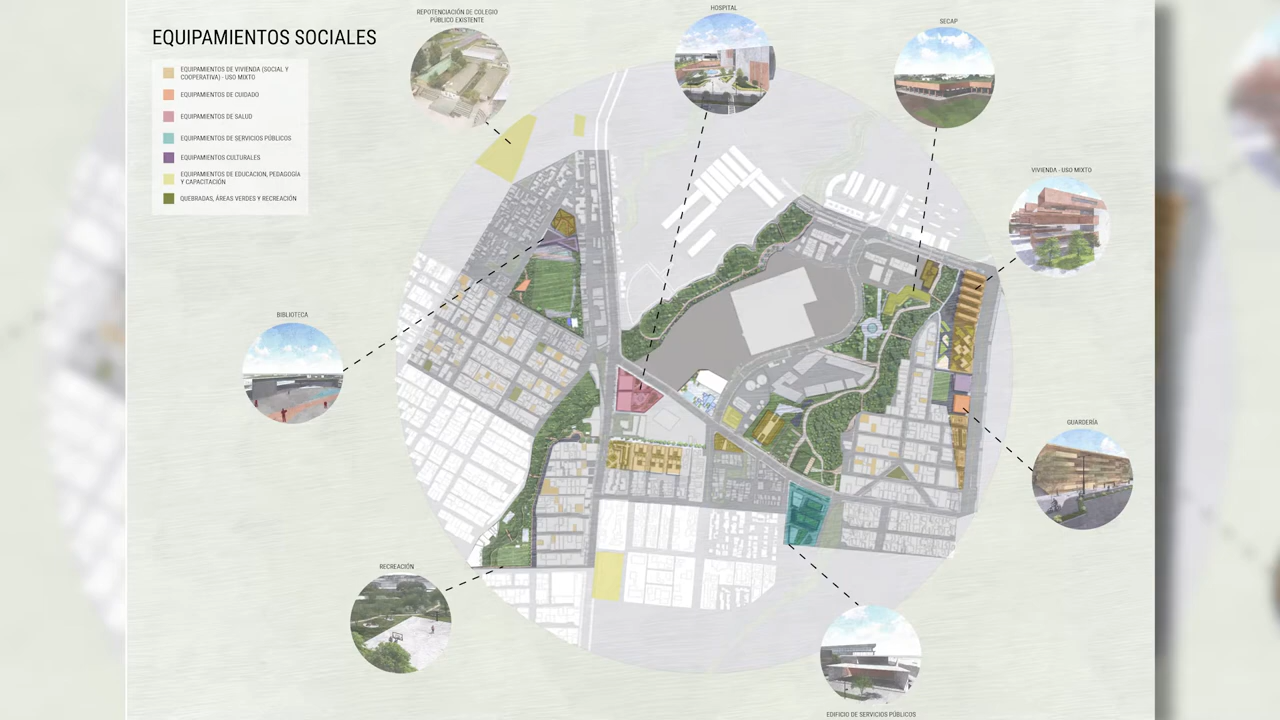 EQUIPAMIENTOS SOCIALES
EQUIPAMIENTOS DE VIVIENDA (SOCIAL Y
COOPERATIVA) - USO MIXTO
EQUIPAMIENTOS DE CUIDADO
EQUIPAMIENTOS DE SALUD
EQUIPAMIENTOS DE SERVICIOS PÚBLICOS
EQUIPAMIENTOS CULTURALES
EQUIPAMIENTOS DE EDUCACION, PEDAGOGÍA
Y CAPACITACIÓN
QUEBRADAS, ÁREAS VERDES Y RECREACIÓN
REPOTENCIACIÓN DE COLEGIO
PÚBLICO EXISTENTE
HOSPITAL
SECAP
VIVIENDA - USO MIXTO
BIBLIOTECA
GUARDERÍA
RECREACIÓN
EDIFICIO DE SERVICIOS PÚBLICOS